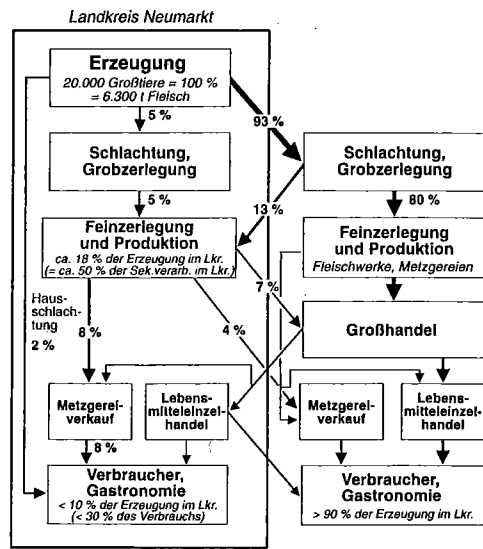 Landkreis Neumarkt
Erzeugung
20.000 Großtiere = 100 %
= 6.300 t Fleisch
5 %
93 %
Schlachtung,
Grobzerlegung
Schlachtung,
Grobzerlegung
5 %
13 %
80 %
Feinzerlegung
und Produktion
ca. 18 % der Erzeugung im Lkr.
(= ca. 50 % der Sek.verarb. im Lkr.)
Feinzerlegung
und Produktion
Fleischwerke, Metzgereien
7 %
Haus-
schlachtung
2 %
8 %
4 %
Großhandel
Metzgerei-
verkauf
Lebens-
mitteleinzel-
handel
Metzgerei-
verkauf
Lebens-
mitteleinzel-
handel
8 %
Verbraucher,
Gastronomie
< 10 % der Erzeugung im Lkr.
(< 30 % des Verbrauchs)
Verbraucher,
Gastronomie
> 90 % der Erzeugung im Lkr.